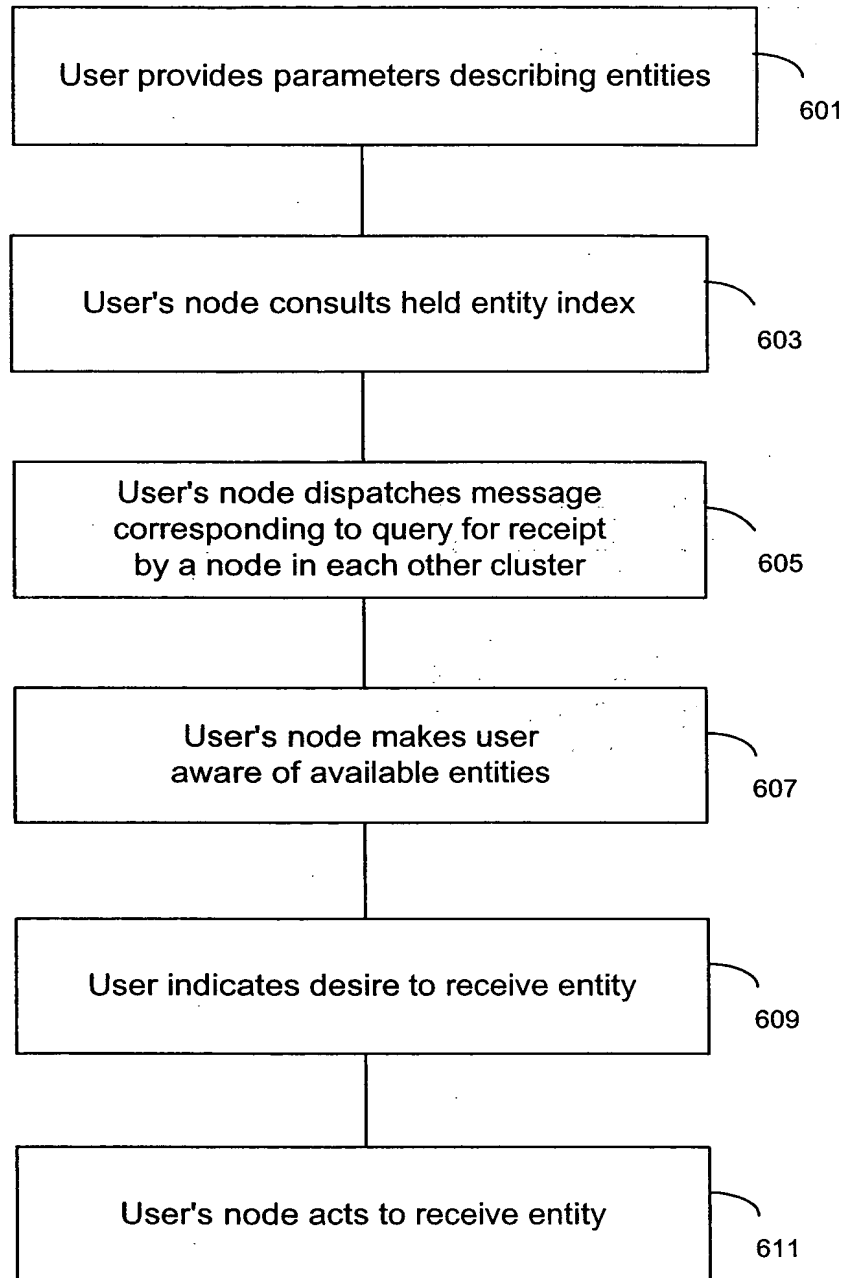 User provides parameters describing entities
601
User's node consults held entity index
603
User's node dispatches message
corresponding to query for receipt
by a node in each other cluster
605
User's node makes user
aware of available entities
607
User indicates desire to receive entity
609
User's node acts to receive entity
611